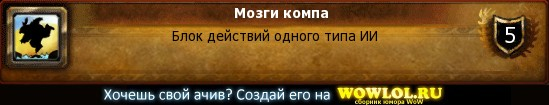 Мозги компа
Блок действий одного типа ИИ
5
Хочешь свой ачив? Создай его на WOWLOL.RU
сборник юмора WoW